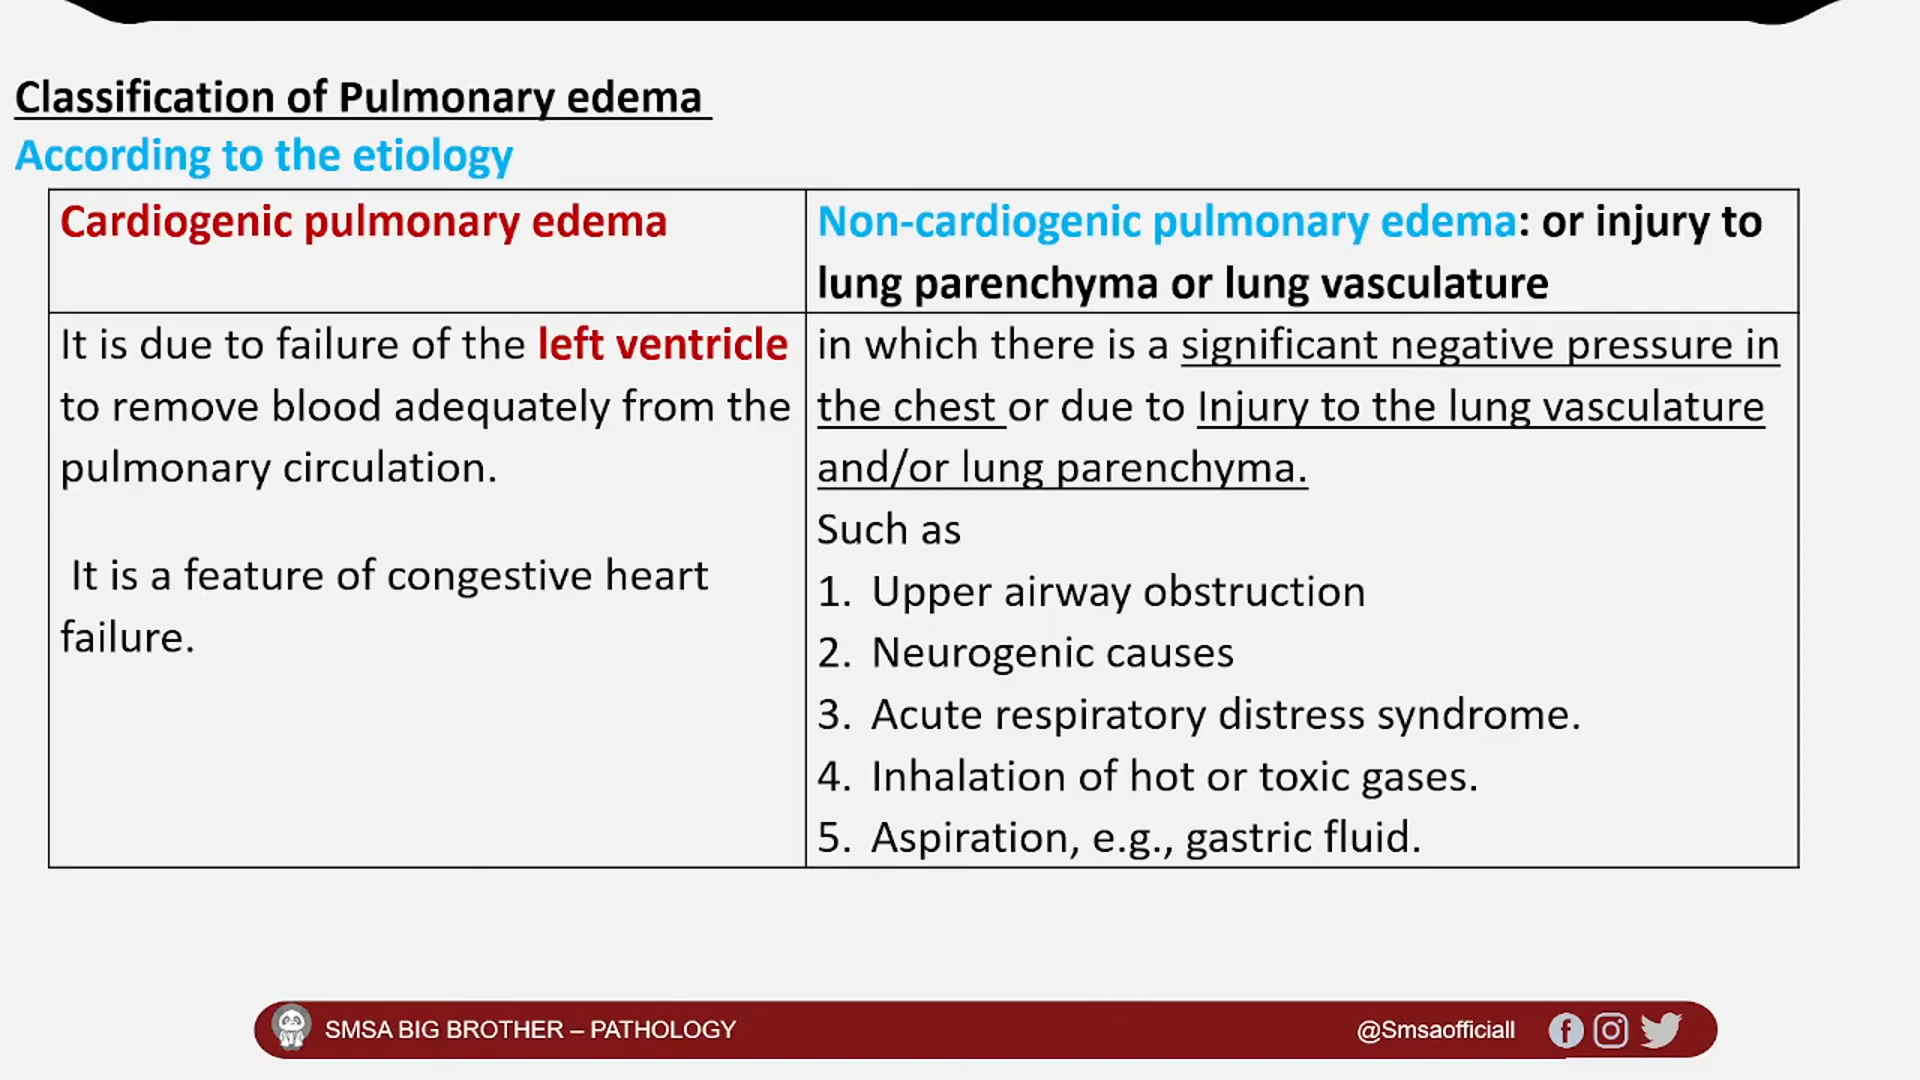 Classification of Pulmonary edema
According to the etiology
Cardiogenic pulmonary edema
Non-cardiogenic pulmonary edema: or injury to
lung parenchyma or lung vasculature
It is due to failure of the left ventricle
to remove blood adequately from the
pulmonary circulation.
It is a feature of congestive heart
failure.
in which there is a significant negative pressure in
the chest or due to Injury to the lung vasculature
and/or lung parenchyma.
Such as
1. Upper airway obstruction
2. Neurogenic causes
3. Acute respiratory distress syndrome.
4. Inhalation of hot or toxic gases.
5. Aspiration, e.g., gastric fluid.
SMSA BIG BROTHER – PATHOLOGY
@Smsaofficiall